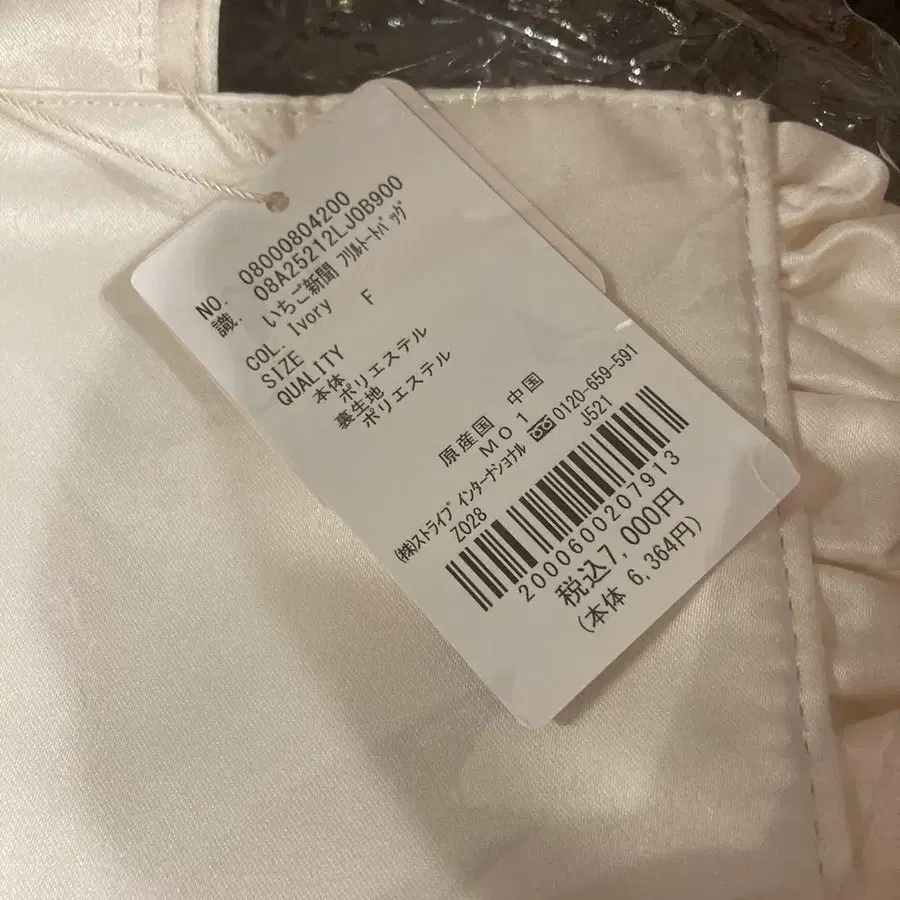 NO. 08000804200
識. 08A25212LJ0B900
いちご新聞 フリルトートバッグ
COL. Ivory
SIZE F
QUALITY
本体
ポリエステル
裏生地
ポリエステル
原産国 中国
MO1
(株)ストライプインターナショナル 0120-659-591
Z028 J521
2000600207913
税込7,000円
(本体 6,364円)